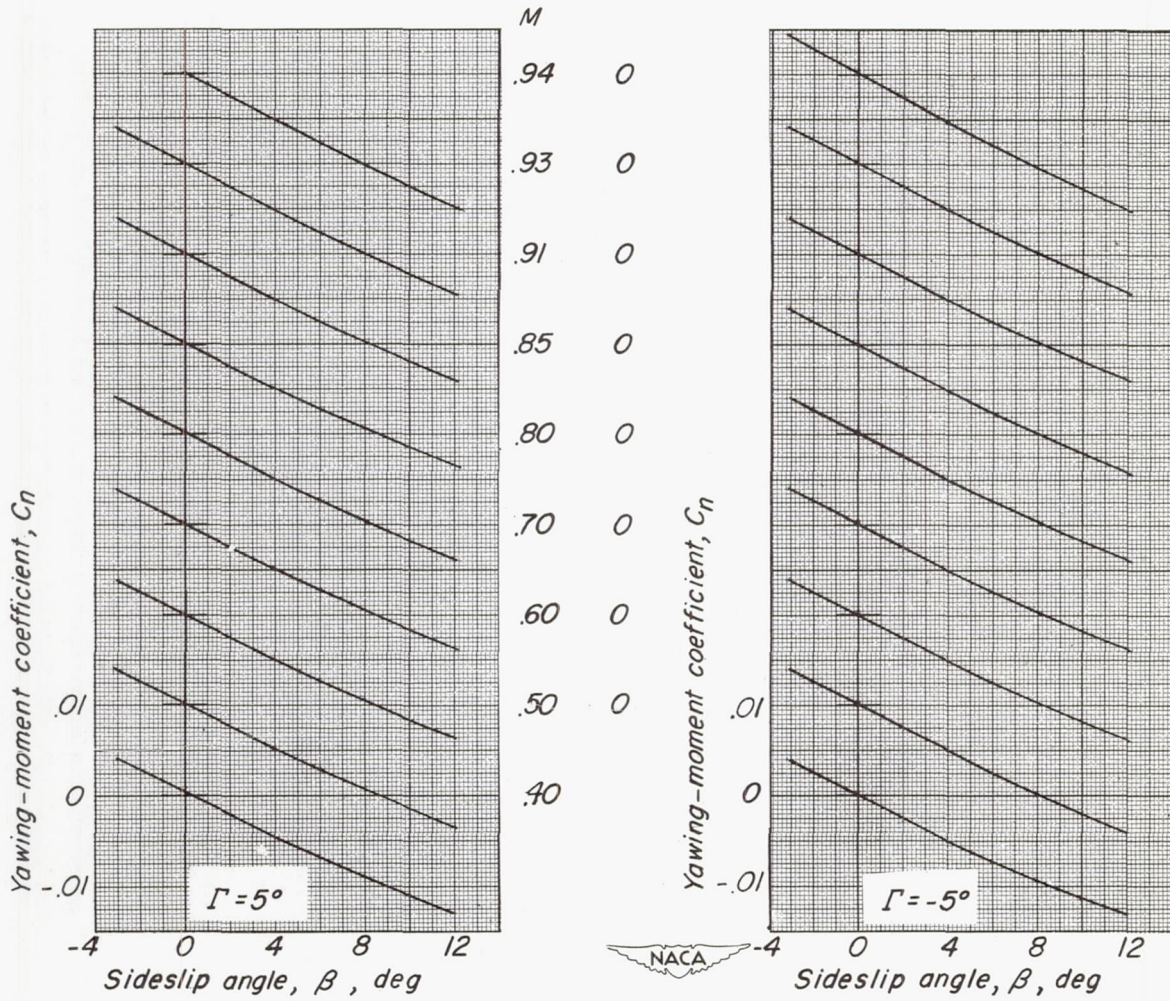 M
.94 0
.93 0
.91 0
.85 0
.80 0
.70 0
.60 0
.01 .50 0 .01
0 .40 0
-.01 -.01
Yawing-moment coefficient, Cn
Yawing-moment coefficient, Cn
Γ = 5°
Γ = -5°
-4 0 4 8 12
-4 0 4 8 12
Sideslip angle, β , deg
NACA
Sideslip angle, β, deg